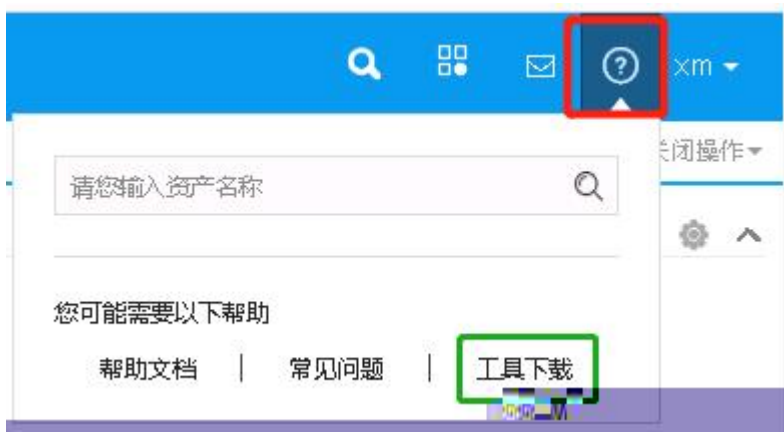 xm
关闭操作
请您输入资产名称
您可能需要以下帮助
帮助文档 | 常见问题 | 工具下载